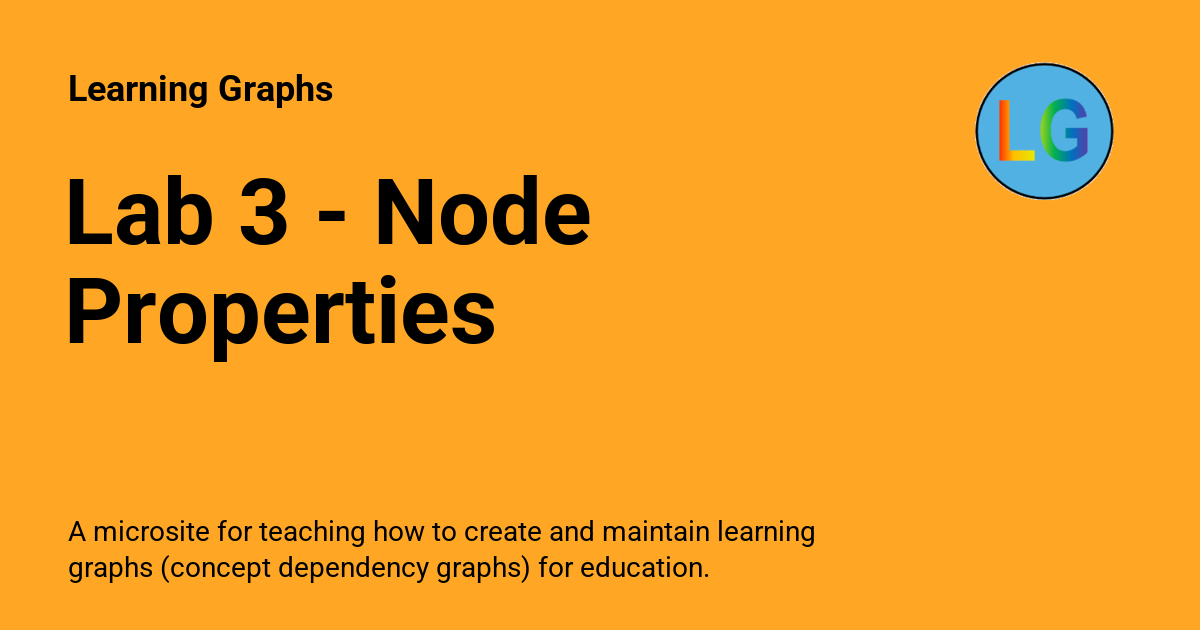 Learning Graphs
LG
Lab 3 - Node
Properties
A microsite for teaching how to create and maintain learning
graphs (concept dependency graphs) for education.